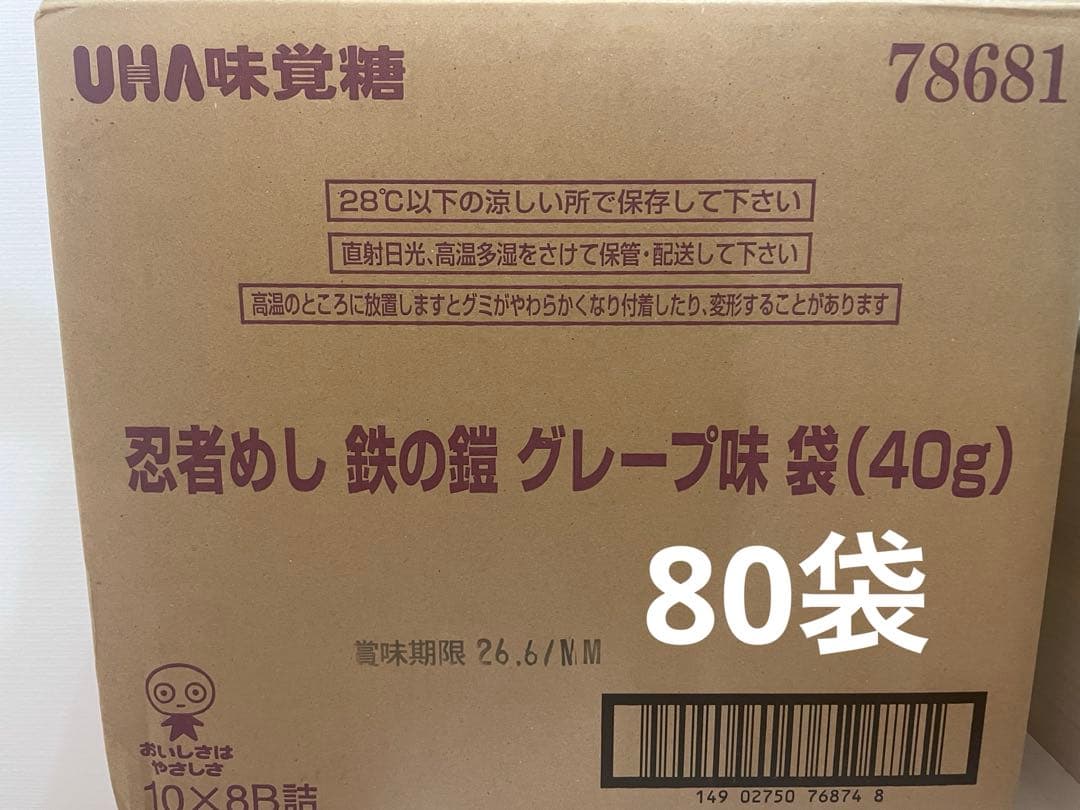 UHA味覚糖
78681
28℃以下の涼しい所で保存して下さい
直射日光、高温多湿をさけて保管・配送して下さい
高温のところに放置しますとグミがやわらかくなり付着したり、変形することがあります
忍者めし 鉄の鎧 グレープ味 袋(40g)
80袋
賞味期限 26.6/NM
おいしさは
やさしさ
10×8B詰
149 02750 76874 8